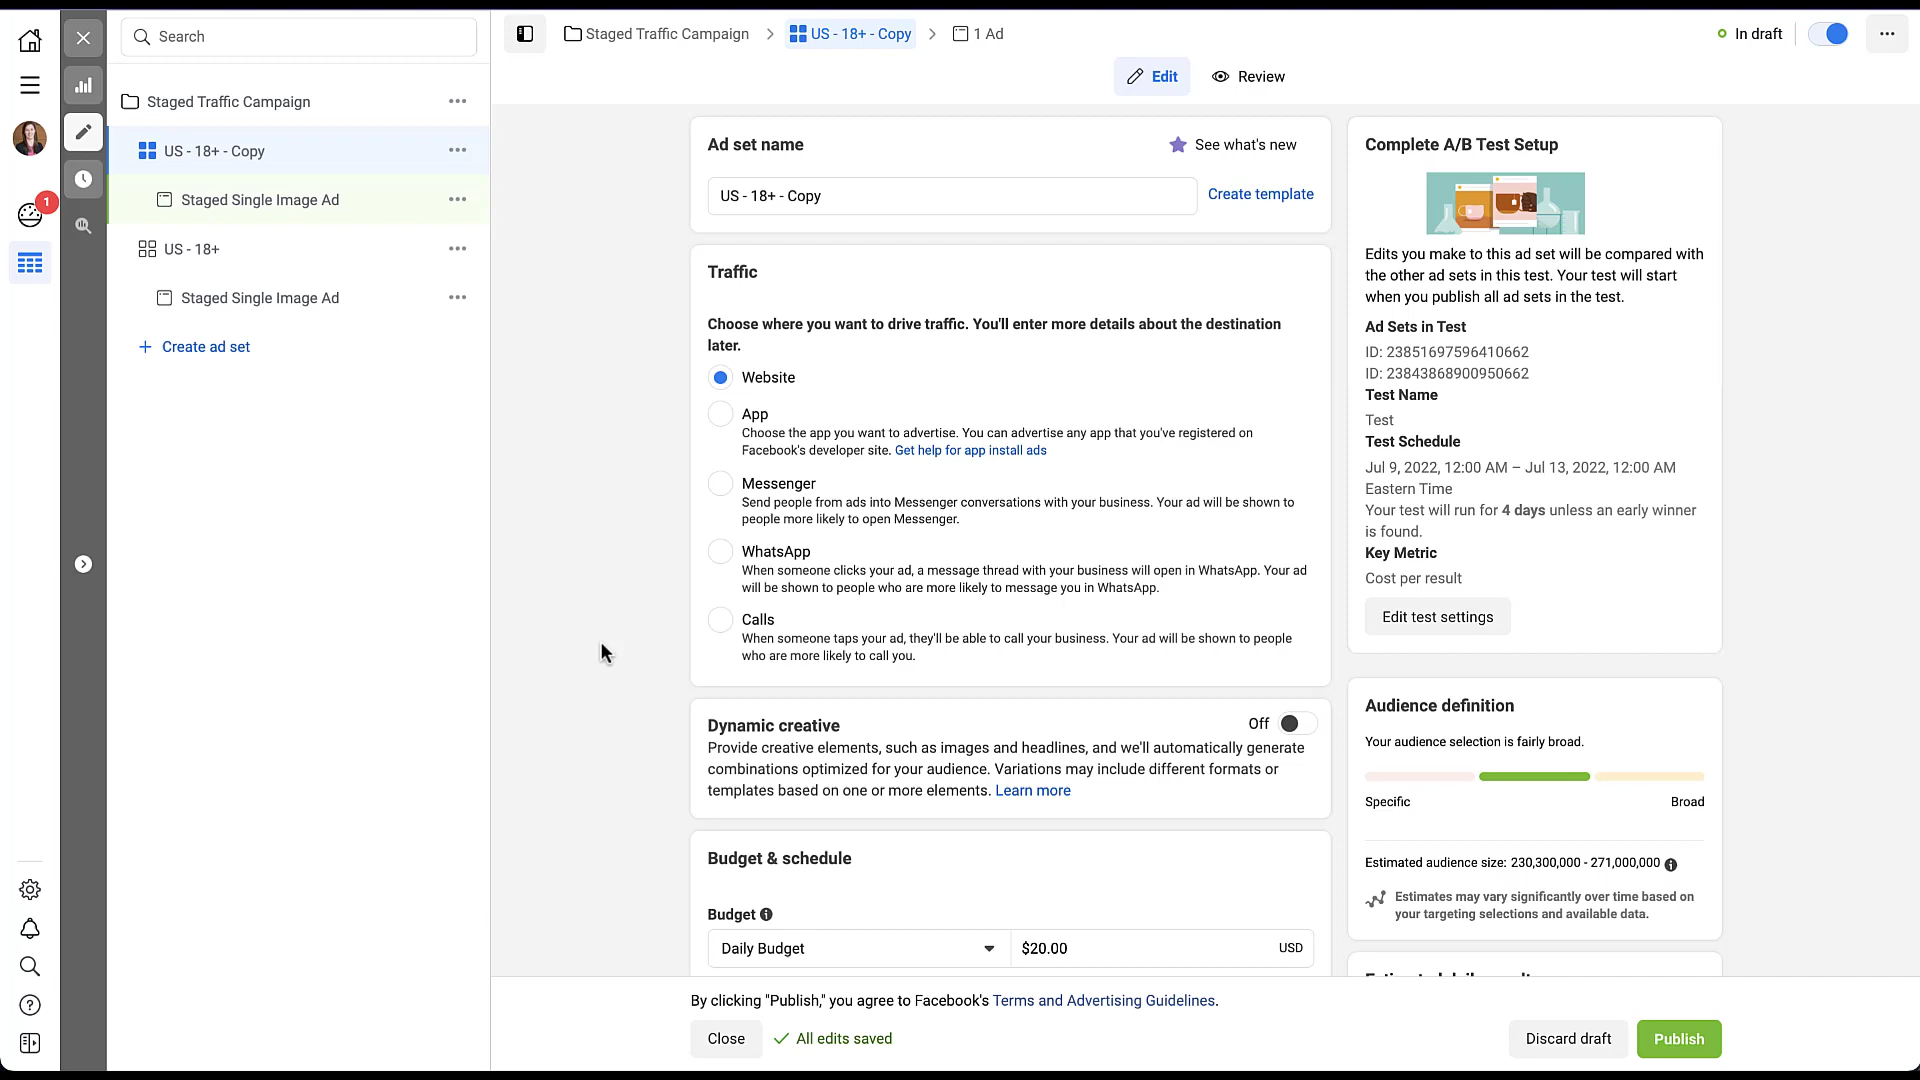 Search
Staged Traffic Campaign
US - 18+ - Copy
1 Ad
In draft
Edit
Review
1
Staged Traffic Campaign
US - 18+ - Copy
Staged Single Image Ad
US - 18+
Staged Single Image Ad
+ Create ad set
Ad set name
See what's new
US - 18+ - Copy
Create template
Traffic
Choose where you want to drive traffic. You'll enter more details about the destination
later.
Website
App
Choose the app you want to advertise. You can advertise any app that you've registered on
Facebook's developer site. Get help for app install ads
Messenger
Send people from ads into Messenger conversations with your business. Your ad will be shown to
people more likely to open Messenger.
WhatsApp
When someone clicks your ad, a message thread with your business will open in WhatsApp. Your ad
will be shown to people who are more likely to message you in WhatsApp.
Calls
When someone taps your ad, they'll be able to call your business. Your ad will be shown to people
who are more likely to call you.
Dynamic creative
Off
Provide creative elements, such as images and headlines, and we'll automatically generate
combinations optimized for your audience. Variations may include different formats or
templates based on one or more elements. Learn more
Budget & schedule
Budget
Daily Budget
$20.00
USD
Complete A/B Test Setup
Edits you make to this ad set will be compared with
the other ad sets in this test. Your test will start
when you publish all ad sets in the test.
Ad Sets in Test
ID: 23851697596410662
ID: 23843868900950662
Test Name
Test
Test Schedule
Jul 9, 2022, 12:00 AM – Jul 13, 2022, 12:00 AM
Eastern Time
Your test will run for 4 days unless an early winner
is found.
Key Metric
Cost per result
Edit test settings
Audience definition
Your audience selection is fairly broad.
Specific
Broad
Estimated audience size: 230,300,000 - 271,000,000
Estimates may vary significantly over time based on
your targeting selections and available data.
By clicking "Publish," you agree to Facebook's Terms and Advertising Guidelines.
Close
All edits saved
Discard draft
Publish